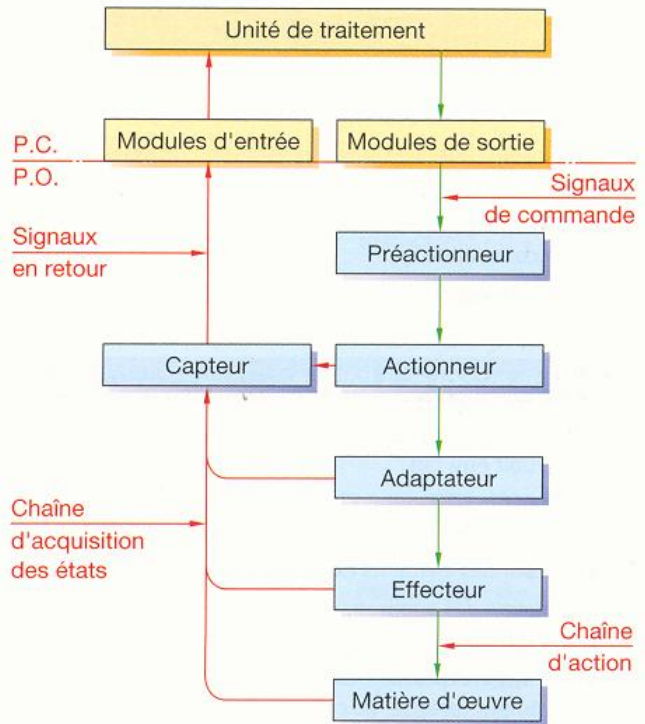 Unité de traitement
Modules d'entrée
Modules de sortie
P.C.
P.O.
Signaux
de commande
Signaux
en retour
Préactionneur
Capteur
Actionneur
Adaptateur
Chaîne
d'acquisition
des états
Effecteur
Chaîne
d'action
Matière d'œuvre